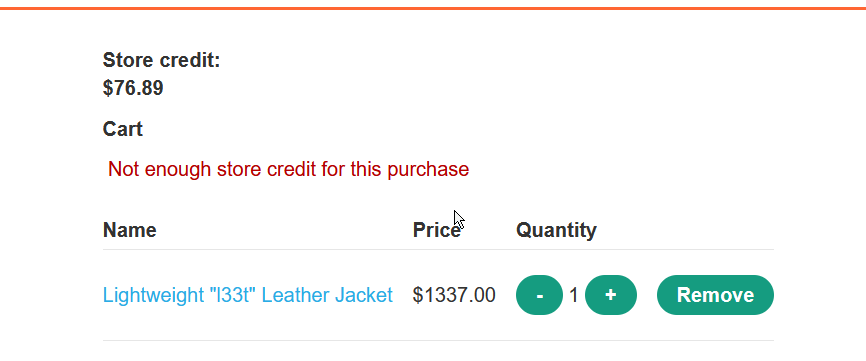 Store credit:
$76.89
Cart
Not enough store credit for this purchase
Name Price Quantity
Lightweight "l33t" Leather Jacket $1337.00 - 1 + Remove